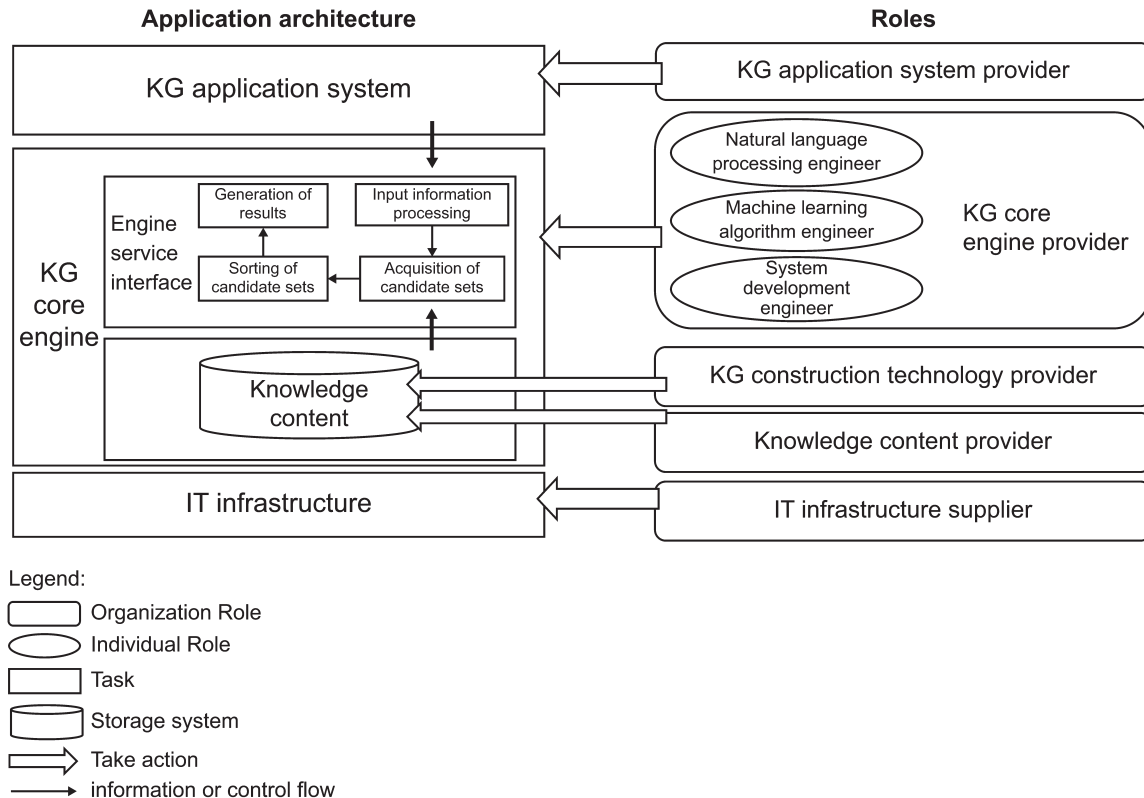 Application architecture
Roles
KG application system
KG application system provider
Natural language
processing engineer
Machine learning
algorithm engineer
System
development
engineer
KG core
engine provider
KG
core
engine
Engine
service
interface
Generation of
results
Input information
processing
Sorting of
candidate sets
Acquisition of
candidate sets
Knowledge
content
KG construction technology provider
Knowledge content provider
IT infrastructure
IT infrastructure supplier
Legend:
Organization Role
Individual Role
Task
Storage system
Take action
information or control flow